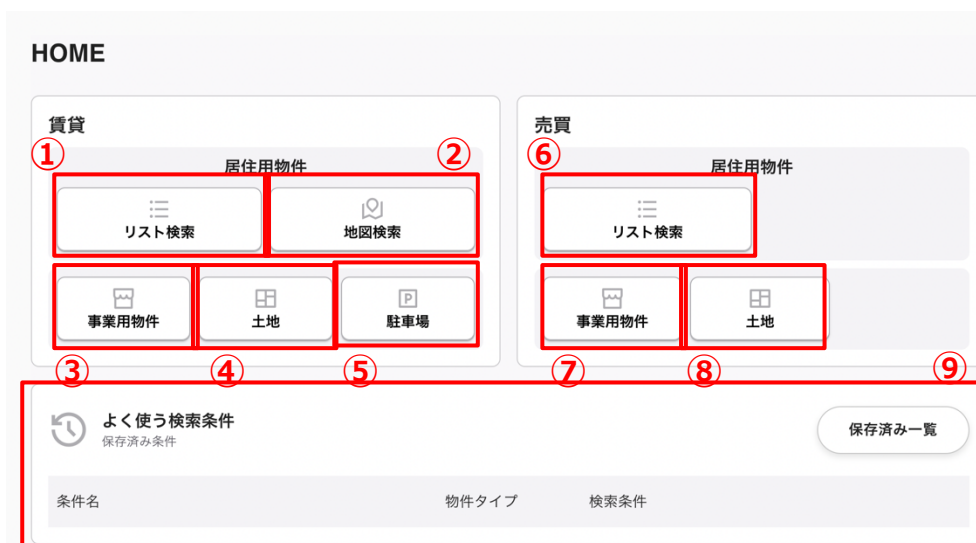 HOME
賃貸
① ②
居住用物件
リスト検索 地図検索
事業用物件 土地 駐車場
③ ④ ⑤
売買
⑥
居住用物件
リスト検索
事業用物件 土地
⑦ ⑧ ⑨
よく使う検索条件
保存済み条件
保存済み一覧
条件名 物件タイプ 検索条件